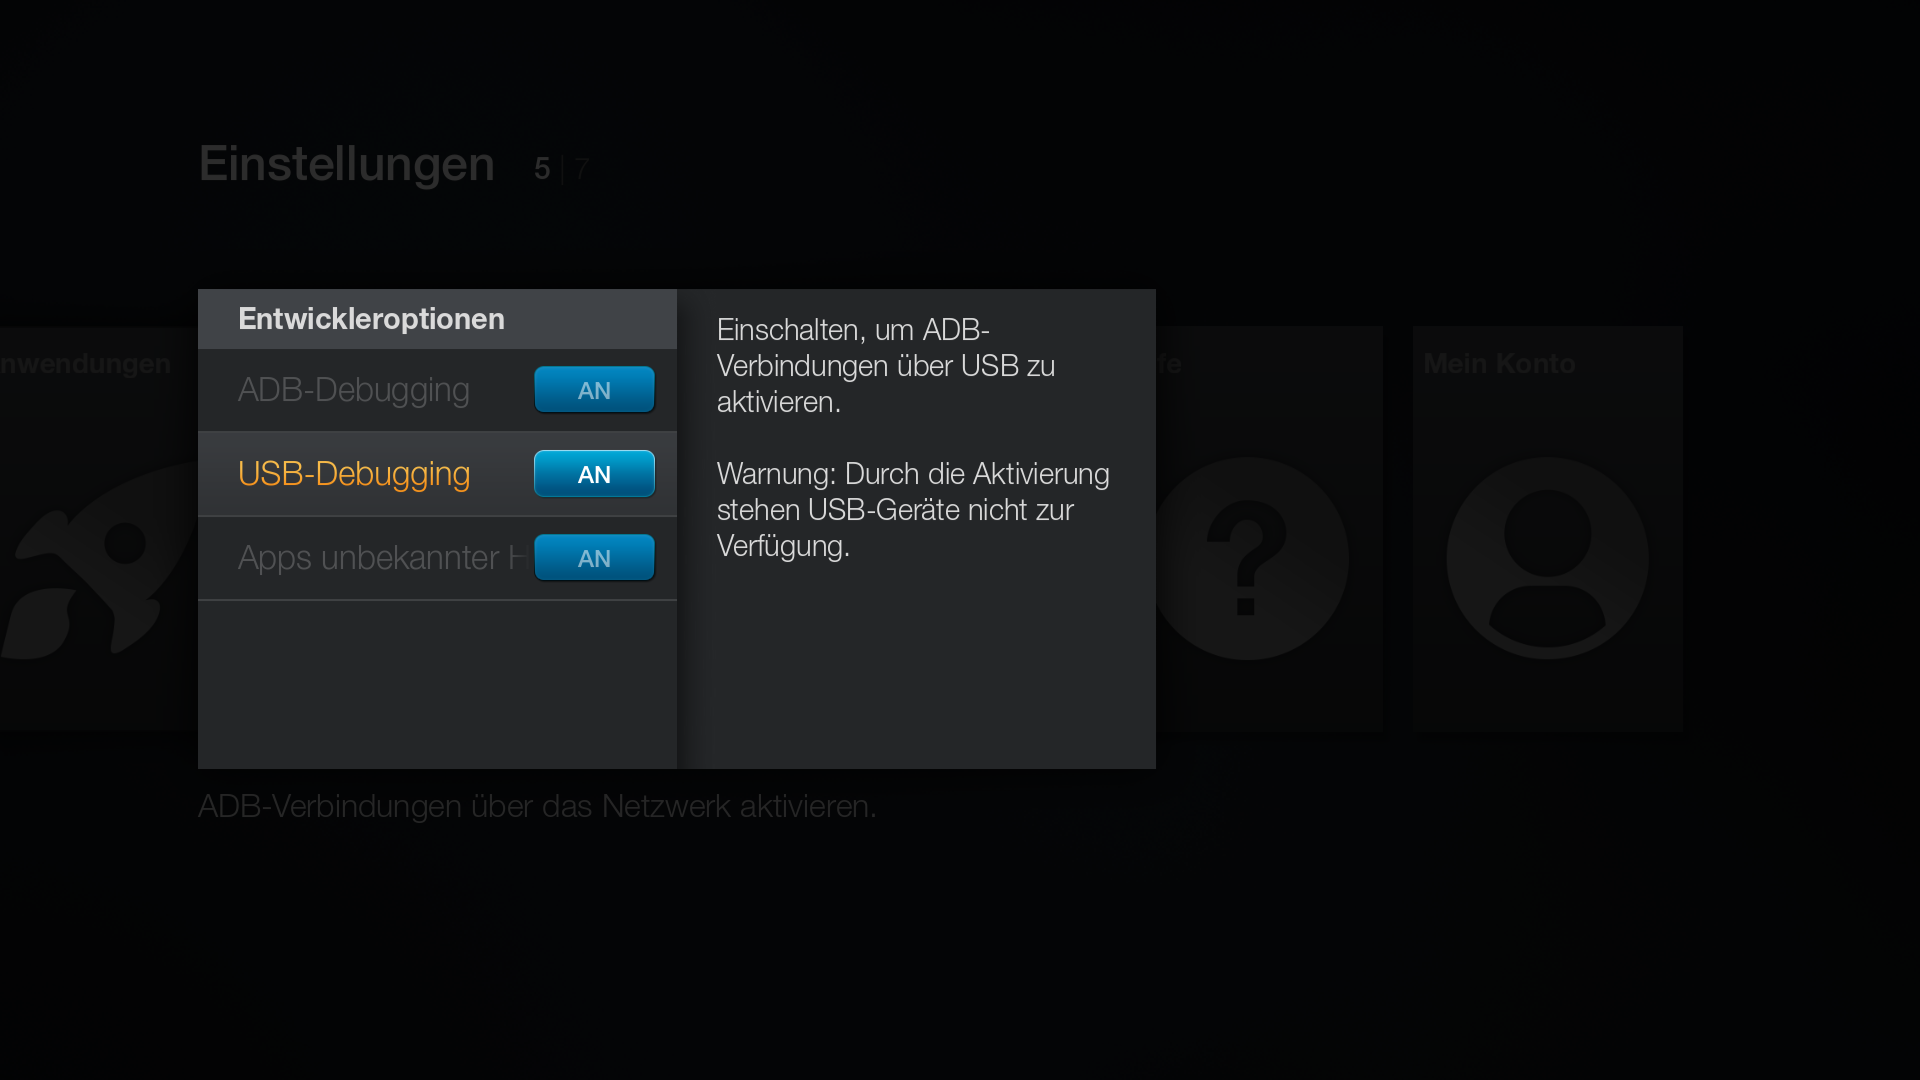 Einstellungen 5 | 7
nwendungen
Entwickleroptionen
ADB-Debugging AN
USB-Debugging AN
Apps unbekannter H AN
Einschalten, um ADB-
Verbindungen über USB zu
aktivieren.
Warnung: Durch die Aktivierung
stehen USB-Geräte nicht zur
Verfügung.
fe
Mein Konto
ADB-Verbindungen über das Netzwerk aktivieren.